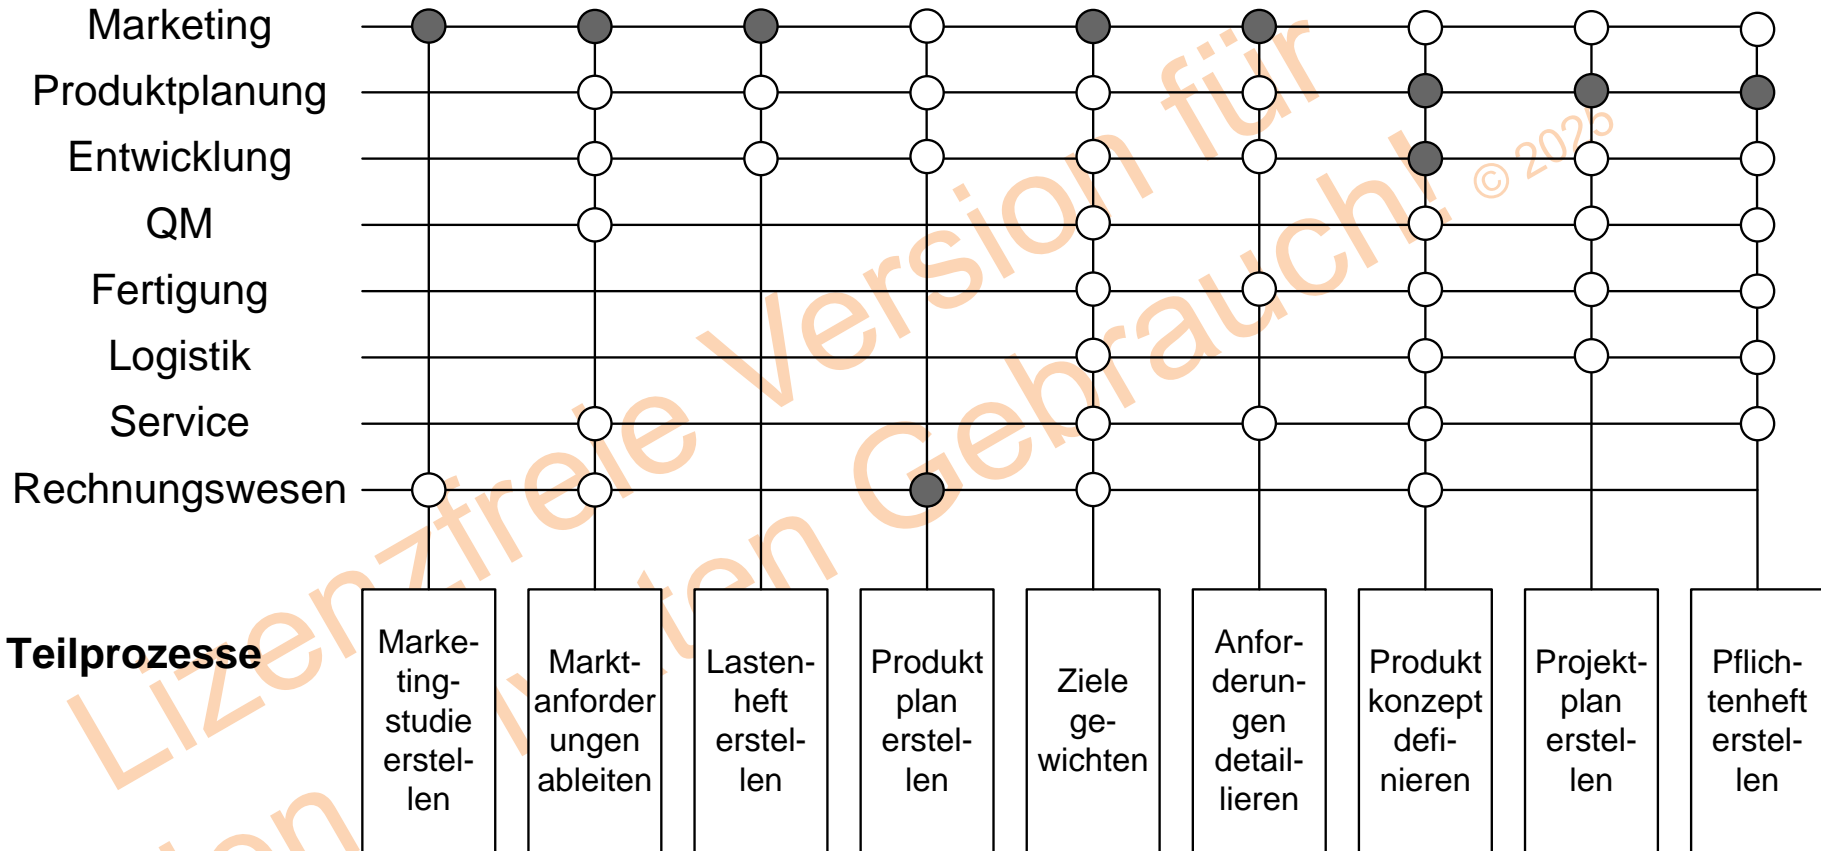 Marketing
Produktplanung
Entwicklung
QM
Fertigung
Logistik
Service
Rechnungswesen
Teilprozesse
Marke-
ting-
studie
erstel-
len
Markt-
anforder
ungen
ableiten
Lasten-
heft
erstel-
len
Produkt
plan
erstel-
len
Ziele
ge-
wichten
Anfor-
derun-
gen
detail-
lieren
Produkt
konzept
defi-
nieren
Projekt-
plan
erstel-
len
Pflich-
tenheft
erstel-
len
Lizenzfreie Version für
Gebrauch! © 2025